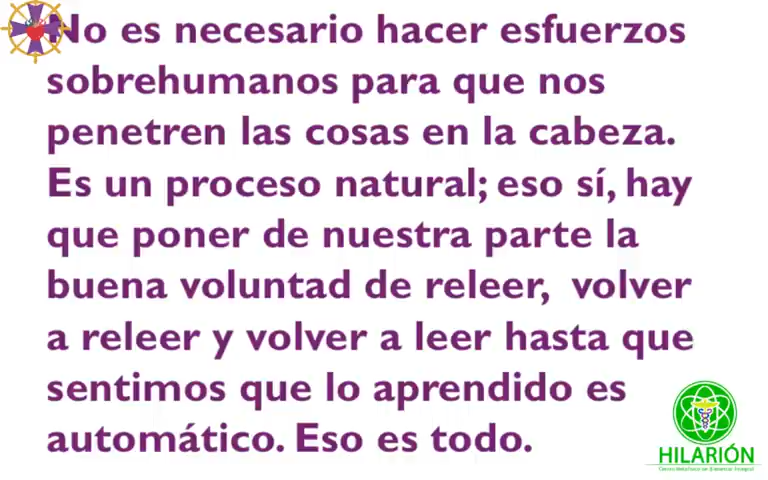 No es necesario hacer esfuerzos
sobrehumanos para que nos
penetren las cosas en la cabeza.
Es un proceso natural; eso sí, hay
que poner de nuestra parte la
buena voluntad de releer, volver
a releer y volver a leer hasta que
sentimos que lo aprendido es
automático. Eso es todo.
HILARIÓN